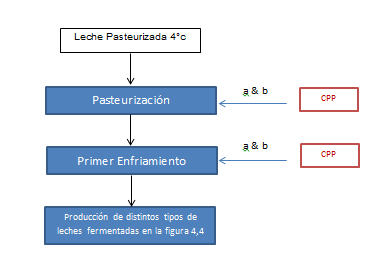 Leche Pasteurizada 4°c
a & b
Pasteurización
CPP
a & b
Primer Enfriamiento
CPP
Producción de distintos tipos de
leches fermentadas en la figura 4,4